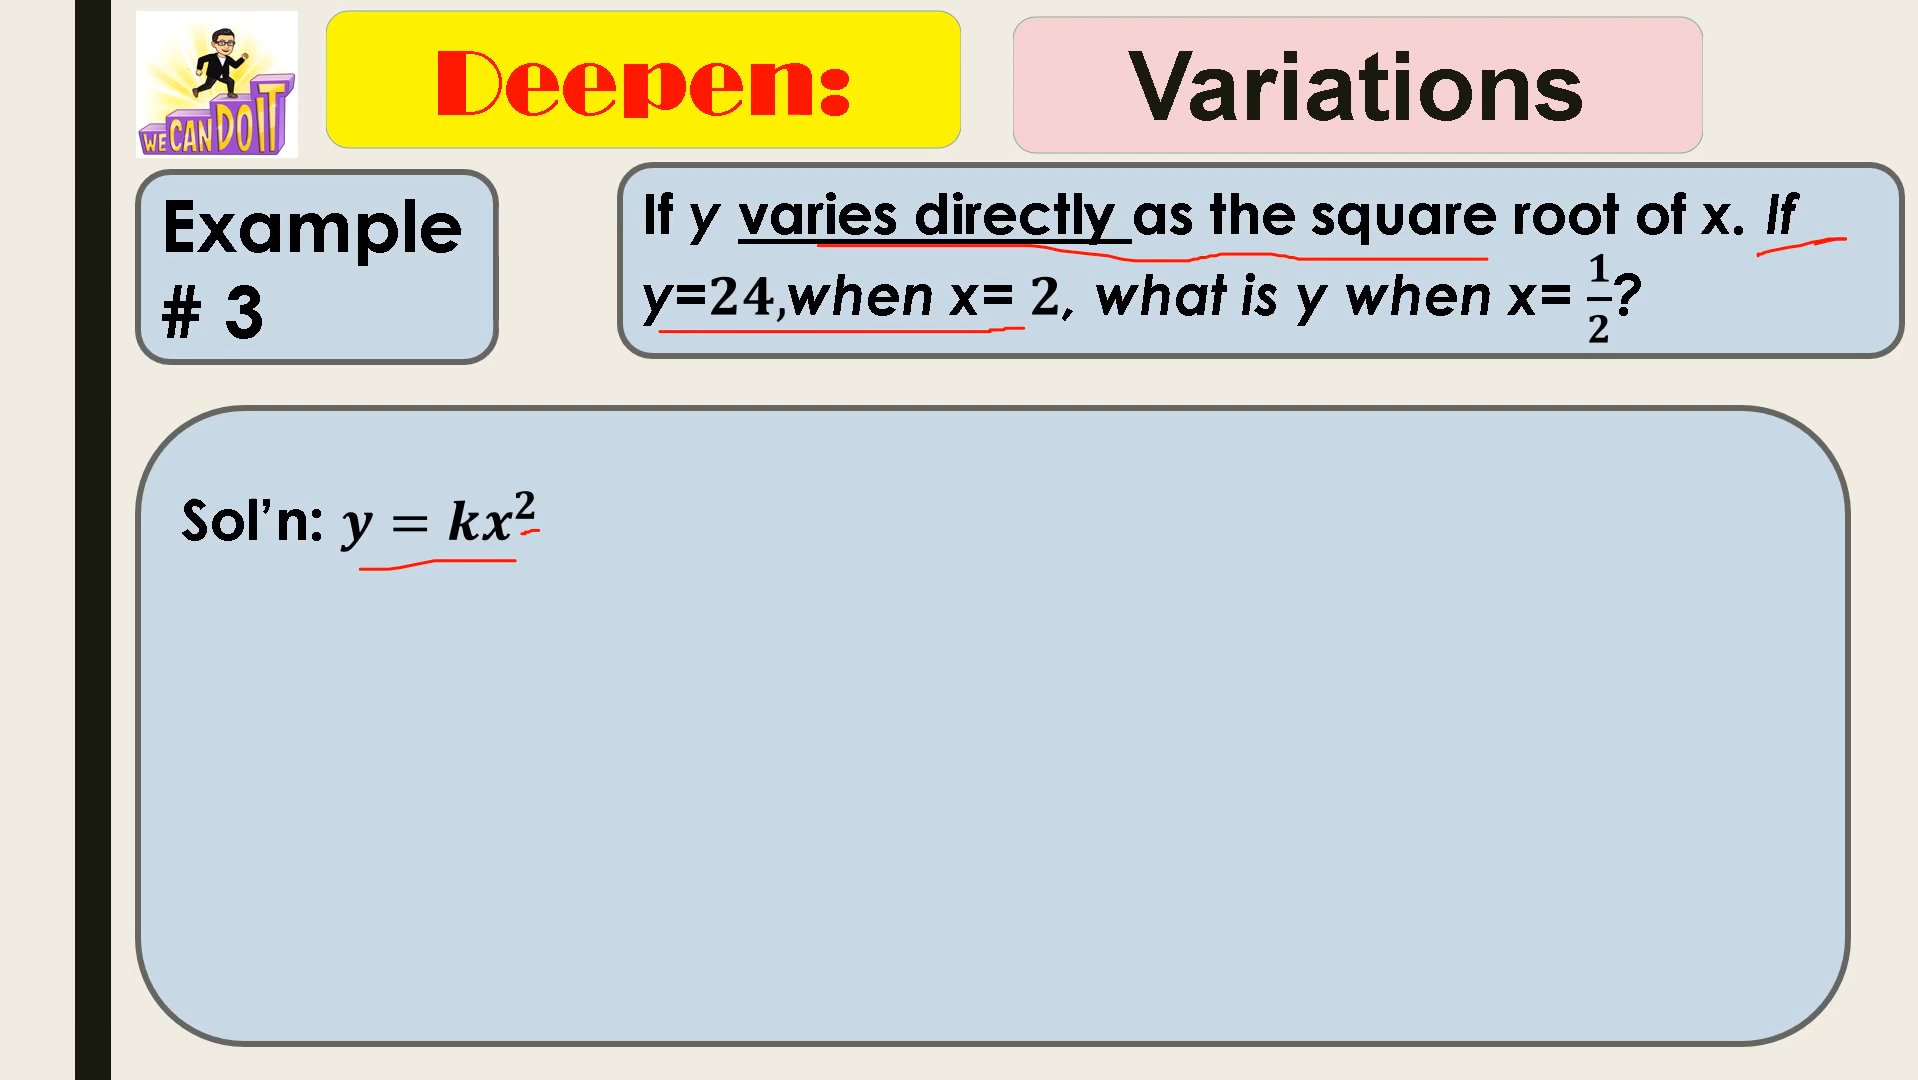 WE CAN DO IT
Deepen:
Variations
Example
# 3
If y varies directly as the square root of x. If
y=24,when x= 2, what is y when x= 1/2?
Sol’n: y = kx²